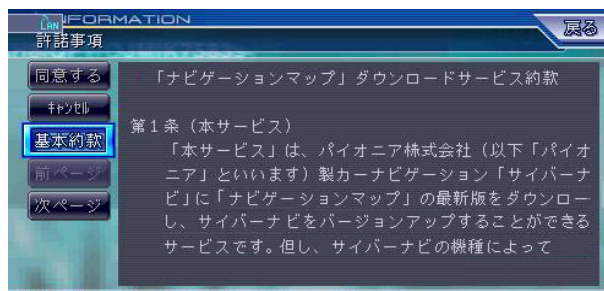 LAN INFORMATION
許諾事項
戻る
同意する
ｷｬﾝｾﾙ
基本約款
前ページ
次ページ
「ナビゲーションマップ」ダウンロードサービス約款
第1条（本サービス）
「本サービス」は、パイオニア株式会社（以下「パイオ
ニア」といいます）製カーナビゲーション「サイバーナ
ビ」に「ナビゲーションマップ」の最新版をダウンロー
し、サイバーナビをバージョンアップすることができる
サービスです。但し、サイバーナビの機種によって